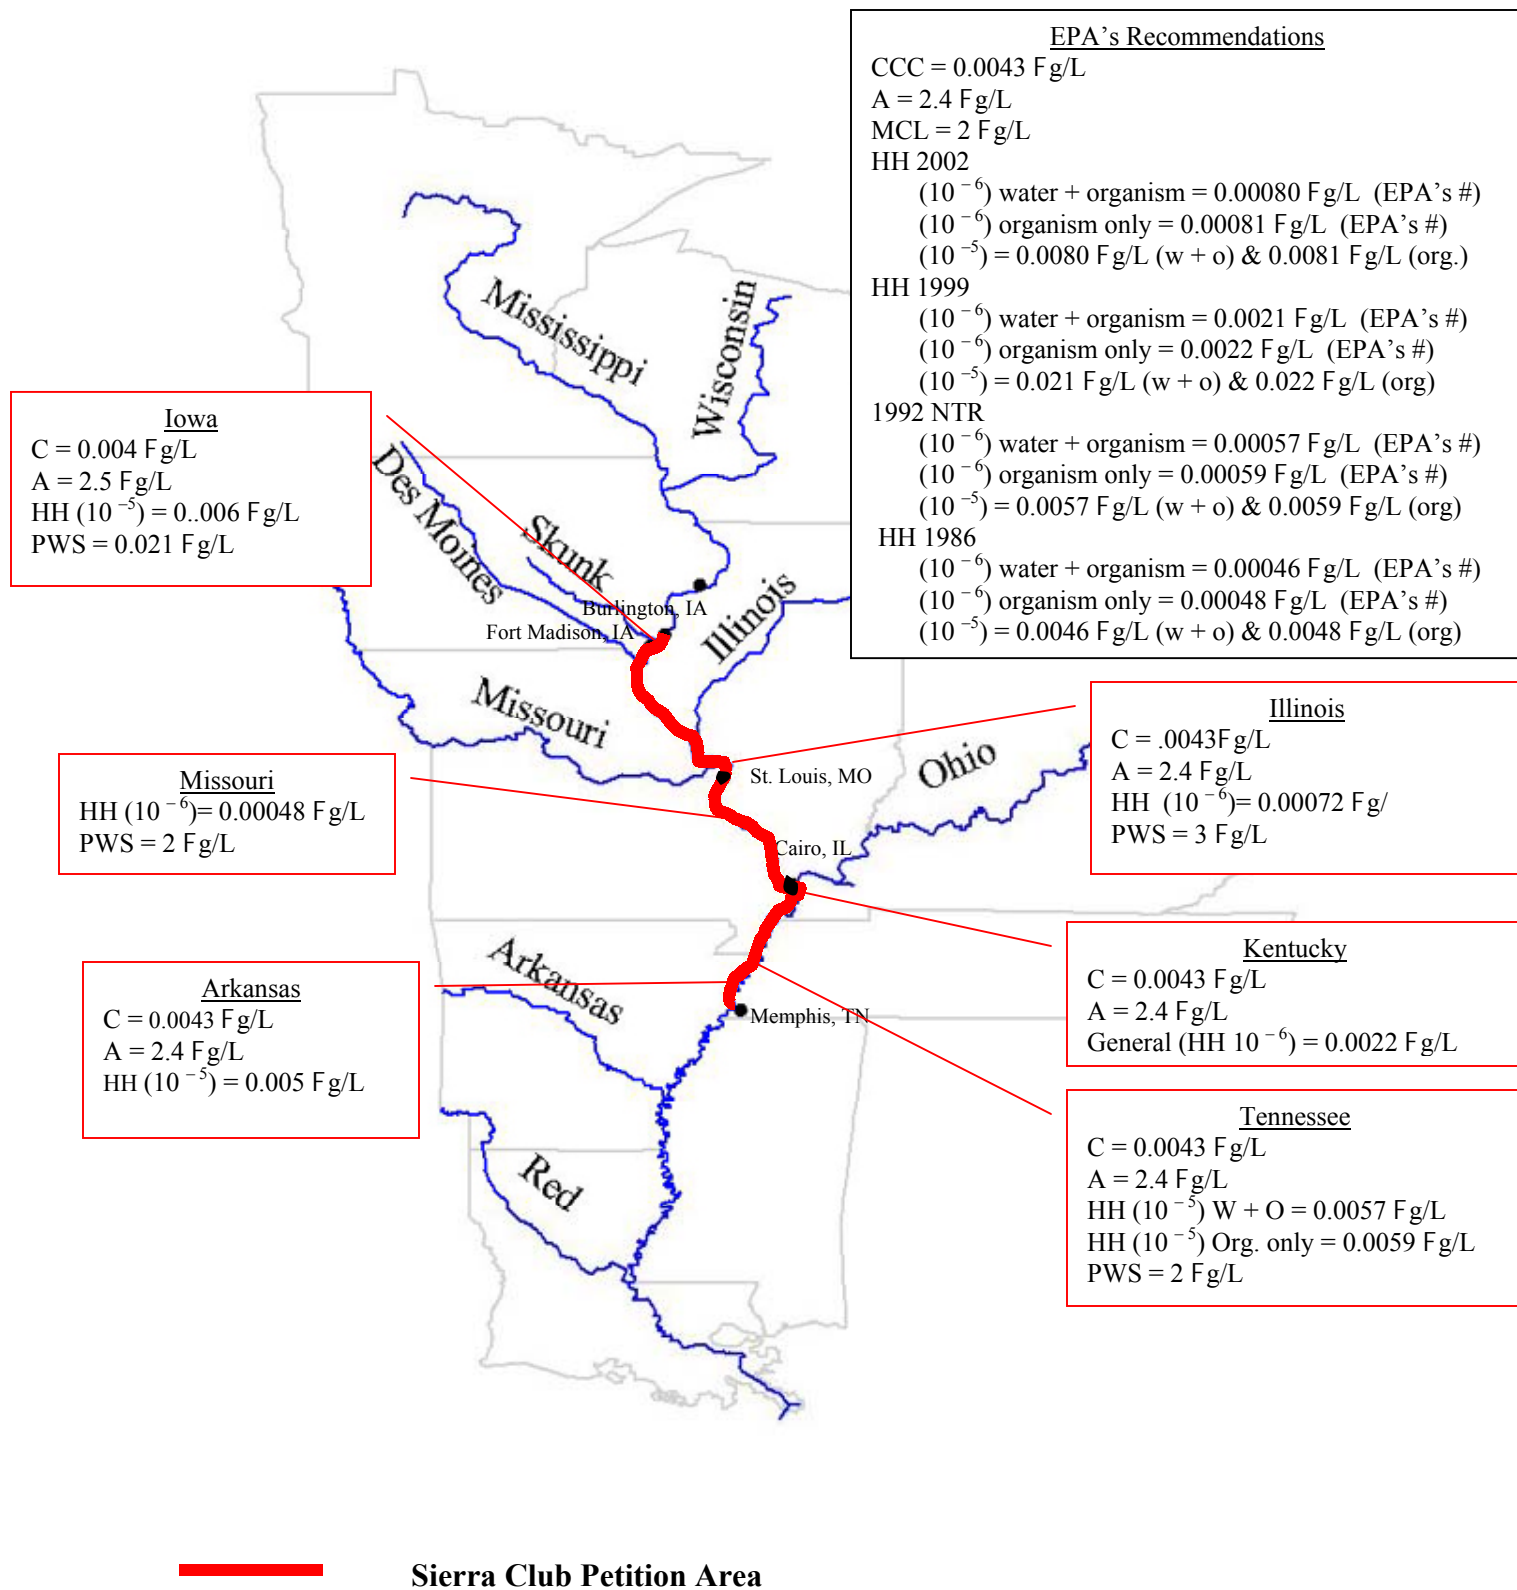 EPA's Recommendations
CCC = 0.0043 Fg/L
A = 2.4 Fg/L
MCL = 2 Fg/L
HH 2002
(10 ⁻⁶) water + organism = 0.00080 Fg/L (EPA's #)
(10 ⁻⁶) organism only = 0.00081 Fg/L (EPA's #)
(10 ⁻⁵) = 0.0080 Fg/L (w + o) & 0.0081 Fg/L (org.)
HH 1999
(10 ⁻⁶) water + organism = 0.0021 Fg/L (EPA's #)
(10 ⁻⁶) organism only = 0.0022 Fg/L (EPA's #)
(10 ⁻⁵) = 0.021 Fg/L (w + o) & 0.022 Fg/L (org)
1992 NTR
(10 ⁻⁶) water + organism = 0.00057 Fg/L (EPA's #)
(10 ⁻⁶) organism only = 0.00059 Fg/L (EPA's #)
(10 ⁻⁵) = 0.0057 Fg/L (w + o) & 0.0059 Fg/L (org)
HH 1986
(10 ⁻⁶) water + organism = 0.00046 Fg/L (EPA's #)
(10 ⁻⁶) organism only = 0.00048 Fg/L (EPA's #)
(10 ⁻⁵) = 0.0046 Fg/L (w + o) & 0.0048 Fg/L (org)
Mississippi
Wisconsin
Iowa
C = 0.004 Fg/L
A = 2.5 Fg/L
HH (10 ⁻⁵) = 0..006 Fg/L
PWS = 0.021 Fg/L
Des Moines
Skunk
Burlington, IA
Fort Madison, IA
Illinois
Missouri
Illinois
C = .0043Fg/L
A = 2.4 Fg/L
HH (10 ⁻⁶)= 0.00072 Fg/
PWS = 3 Fg/L
Missouri
HH (10 ⁻⁶)= 0.00048 Fg/L
PWS = 2 Fg/L
St. Louis, MO
Ohio
Cairo, IL
Kentucky
C = 0.0043 Fg/L
A = 2.4 Fg/L
General (HH 10 ⁻⁶) = 0.0022 Fg/L
Arkansas
C = 0.0043 Fg/L
A = 2.4 Fg/L
HH (10 ⁻⁵) = 0.005 Fg/L
Arkansas
Memphis, TN
Tennessee
C = 0.0043 Fg/L
A = 2.4 Fg/L
HH (10 ⁻⁵) W + O = 0.0057 Fg/L
HH (10 ⁻⁵) Org. only = 0.0059 Fg/L
PWS = 2 Fg/L
Red
Sierra Club Petition Area